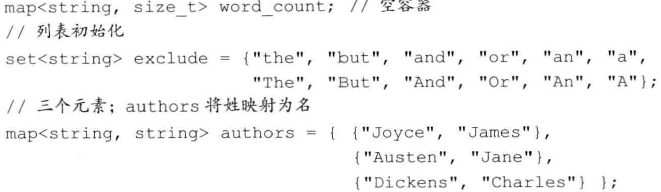 map<string, size_t> word_count; // 空容器
// 列表初始化
set<string> exclude = {"the", "but", "and", "or", "an", "a",
"The", "But", "And", "Or", "An", "A"};
// 三个元素；authors 将姓映射为名
map<string, string> authors = { {"Joyce", "James"},
{"Austen", "Jane"},
{"Dickens", "Charles"} };